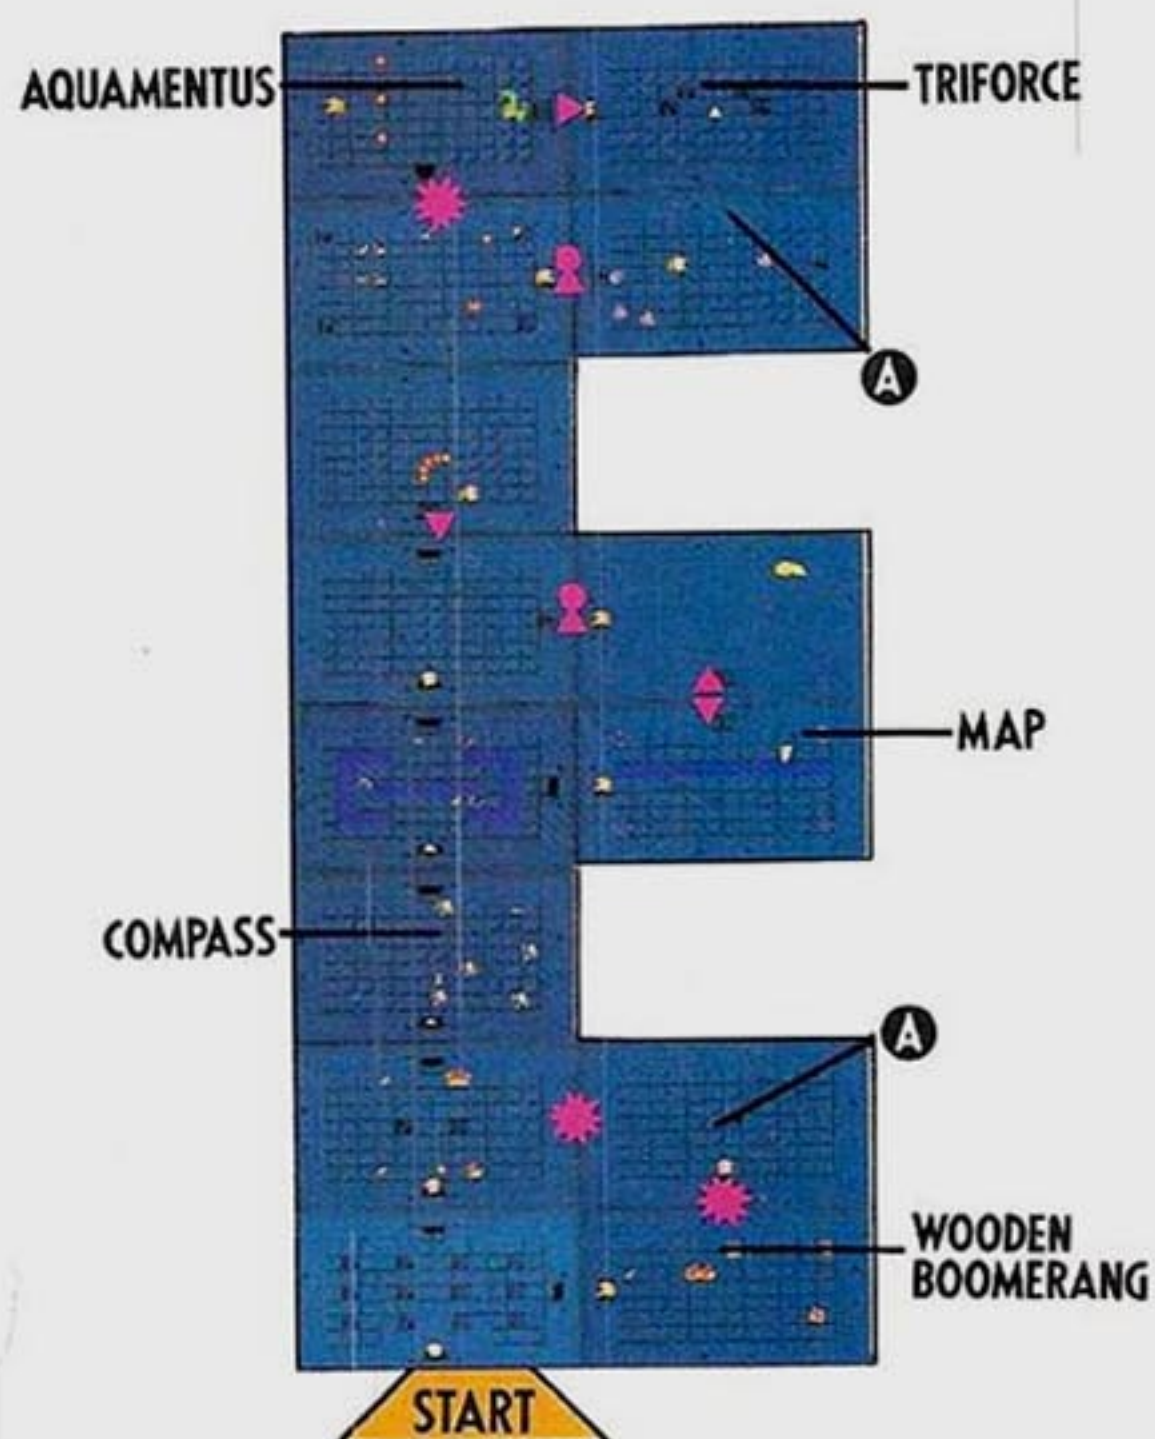 AQUAMENTUS
TRIFORCE
A
MAP
COMPASS
A
WOODEN
BOOMERANG
START